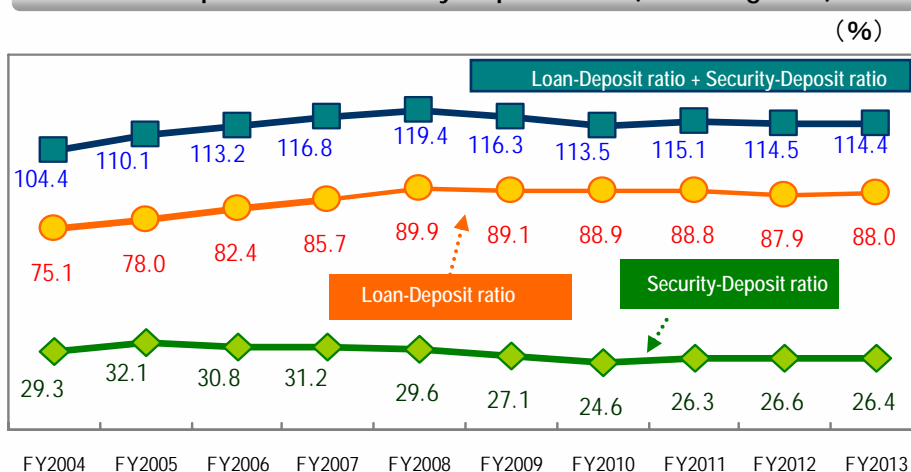 (%)
Loan-Deposit ratio + Security-Deposit ratio
104.4 110.1 113.2 116.8 119.4 116.3 113.5 115.1 114.5 114.4
75.1 78.0 82.4 85.7 89.9 89.1 88.9 88.8 87.9 88.0
Loan-Deposit ratio
Security-Deposit ratio
29.3 32.1 30.8 31.2 29.6 27.1 24.6 26.3 26.6 26.4
FY2004 FY2005 FY2006 FY2007 FY2008 FY2009 FY2010 FY2011 FY2012 FY2013